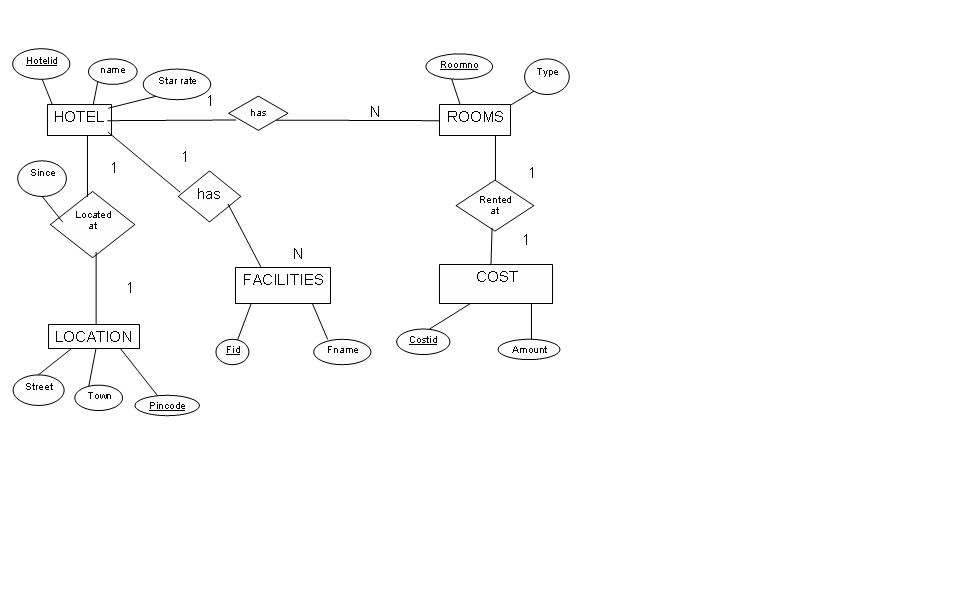 Hotelid
name
Star rate
Roomno
Type
1
HOTEL
has
N
ROOMS
1
1
1
Since
has
Rented
at
Located
at
1
N
FACILITIES
COST
1
LOCATION
Costid
Amount
Fid
Fname
Street
Town
Pincode